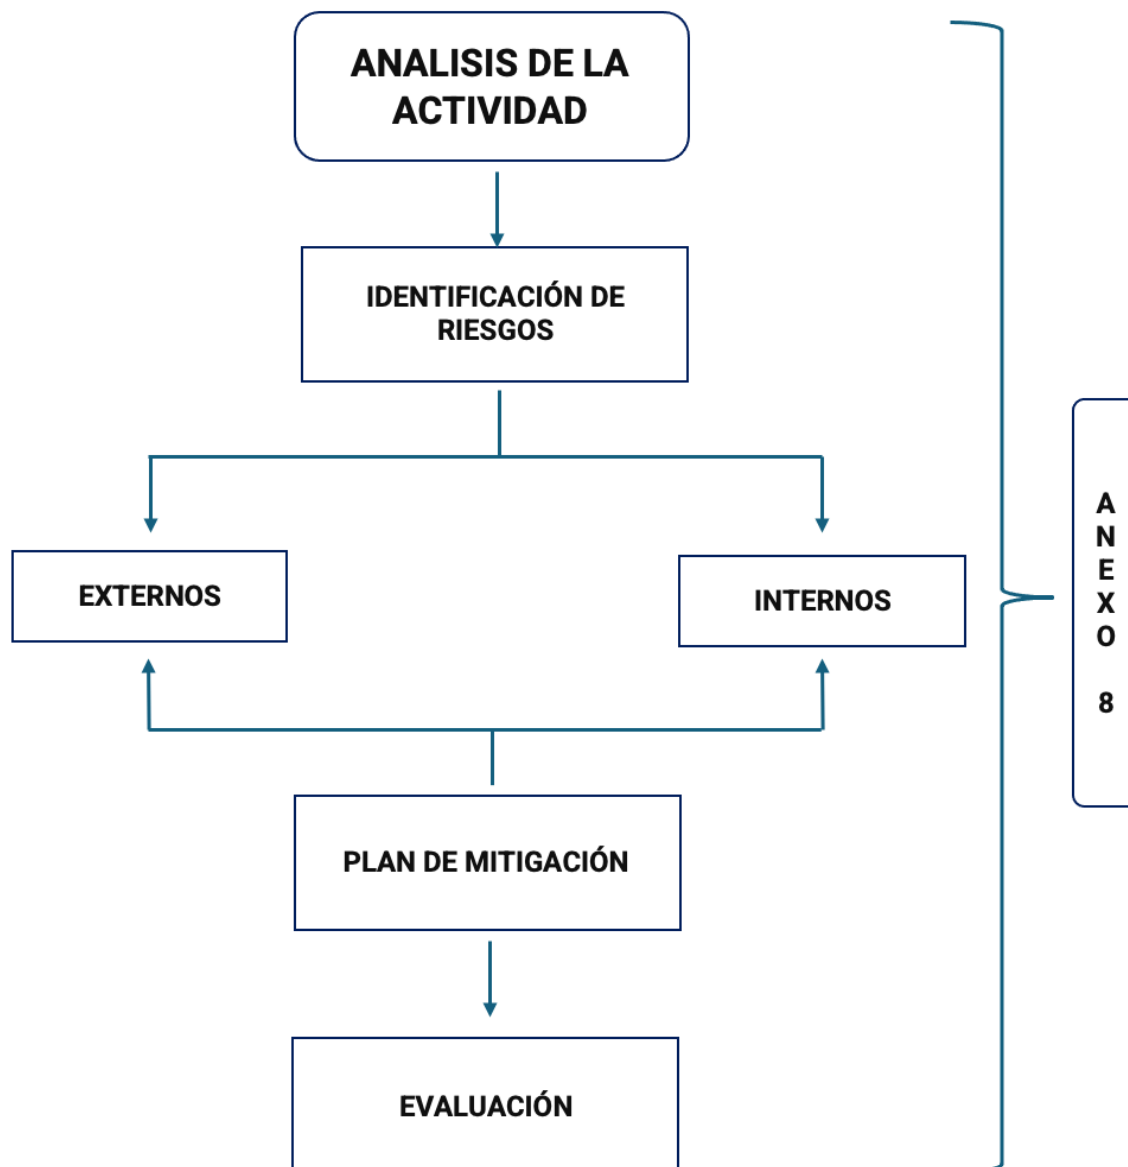 ANALISIS DE LA
ACTIVIDAD
IDENTIFICACIÓN DE
RIESGOS
EXTERNOS
INTERNOS
PLAN DE MITIGACIÓN
EVALUACIÓN
A
N
E
X
O
8